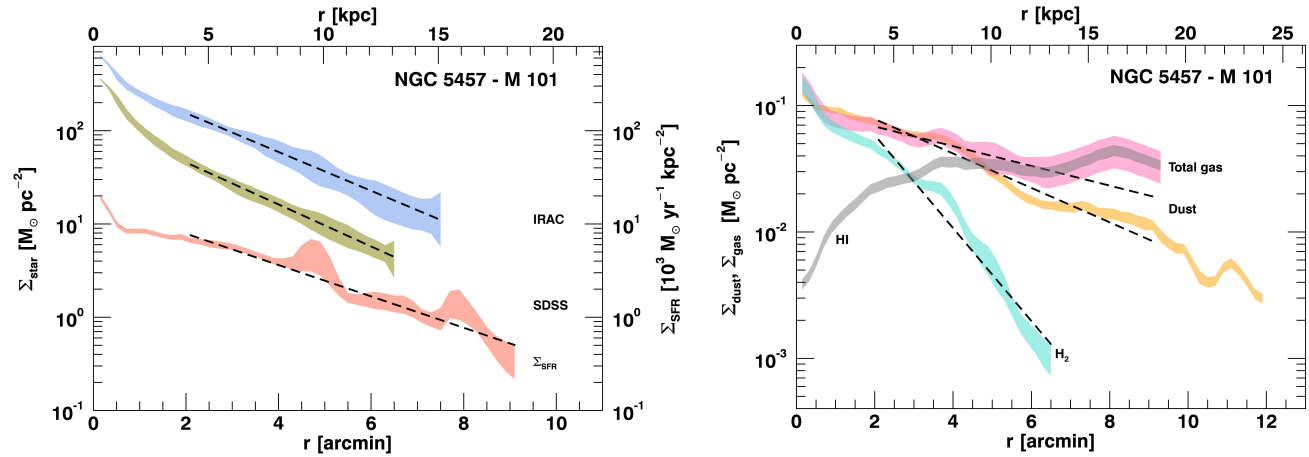 r [kpc]
0 5 10 15 20
NGC 5457 - M 101
10² 10²
10¹ 10¹
10⁰ 10⁰
10⁻¹ 10⁻¹
Σstar [M⊙ pc⁻²]
ΣSFR [10³ M⊙ yr⁻¹ kpc⁻²]
IRAC
SDSS
ΣSFR
0 2 4 6 8 10
r [arcmin]
r [kpc]
0 5 10 15 20 25
NGC 5457 - M 101
10⁻¹
10⁻²
10⁻³
Σdust, Σgas [M⊙ pc⁻²]
Total gas
Dust
HI
H₂
0 2 4 6 8 10 12
r [arcmin]